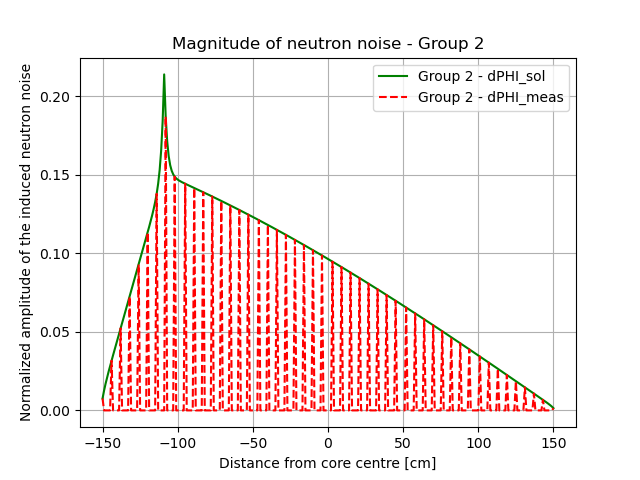 Magnitude of neutron noise - Group 2
Group 2 - dPHI_sol
Group 2 - dPHI_meas
Normalized amplitude of the induced neutron noise
0.20
0.15
0.10
0.05
0.00
−150 −100 −50 0 50 100 150
Distance from core centre [cm]